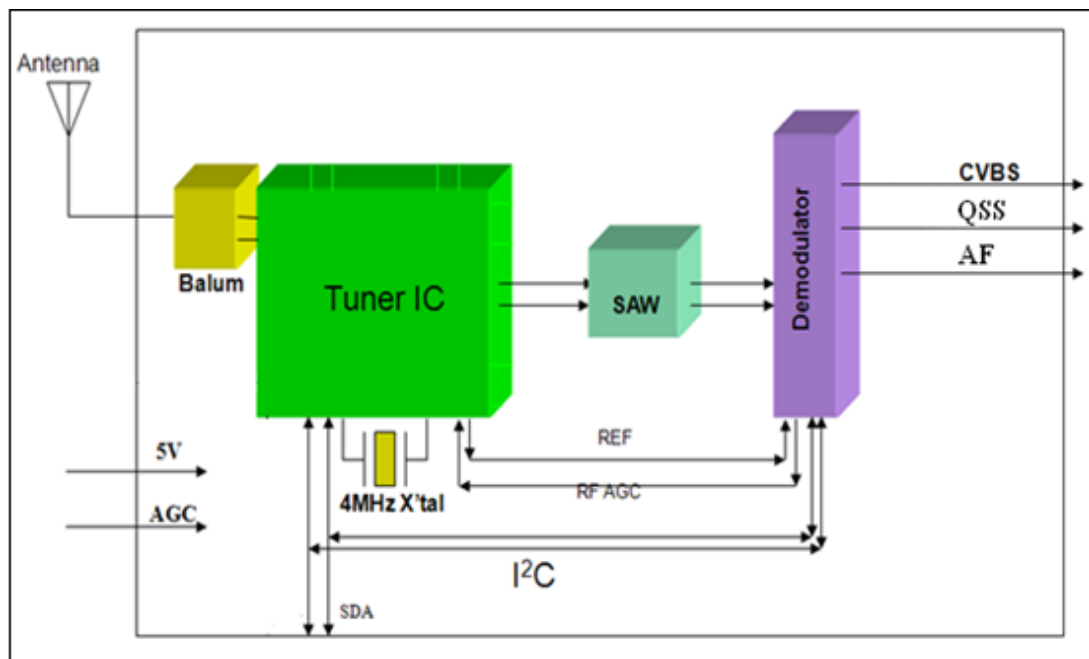 Antenna
Balum
Tuner IC
SAW
Demodulator
CVBS
QSS
AF
5V
AGC
4MHz X'tal
REF
RF AGC
I²C
SDA